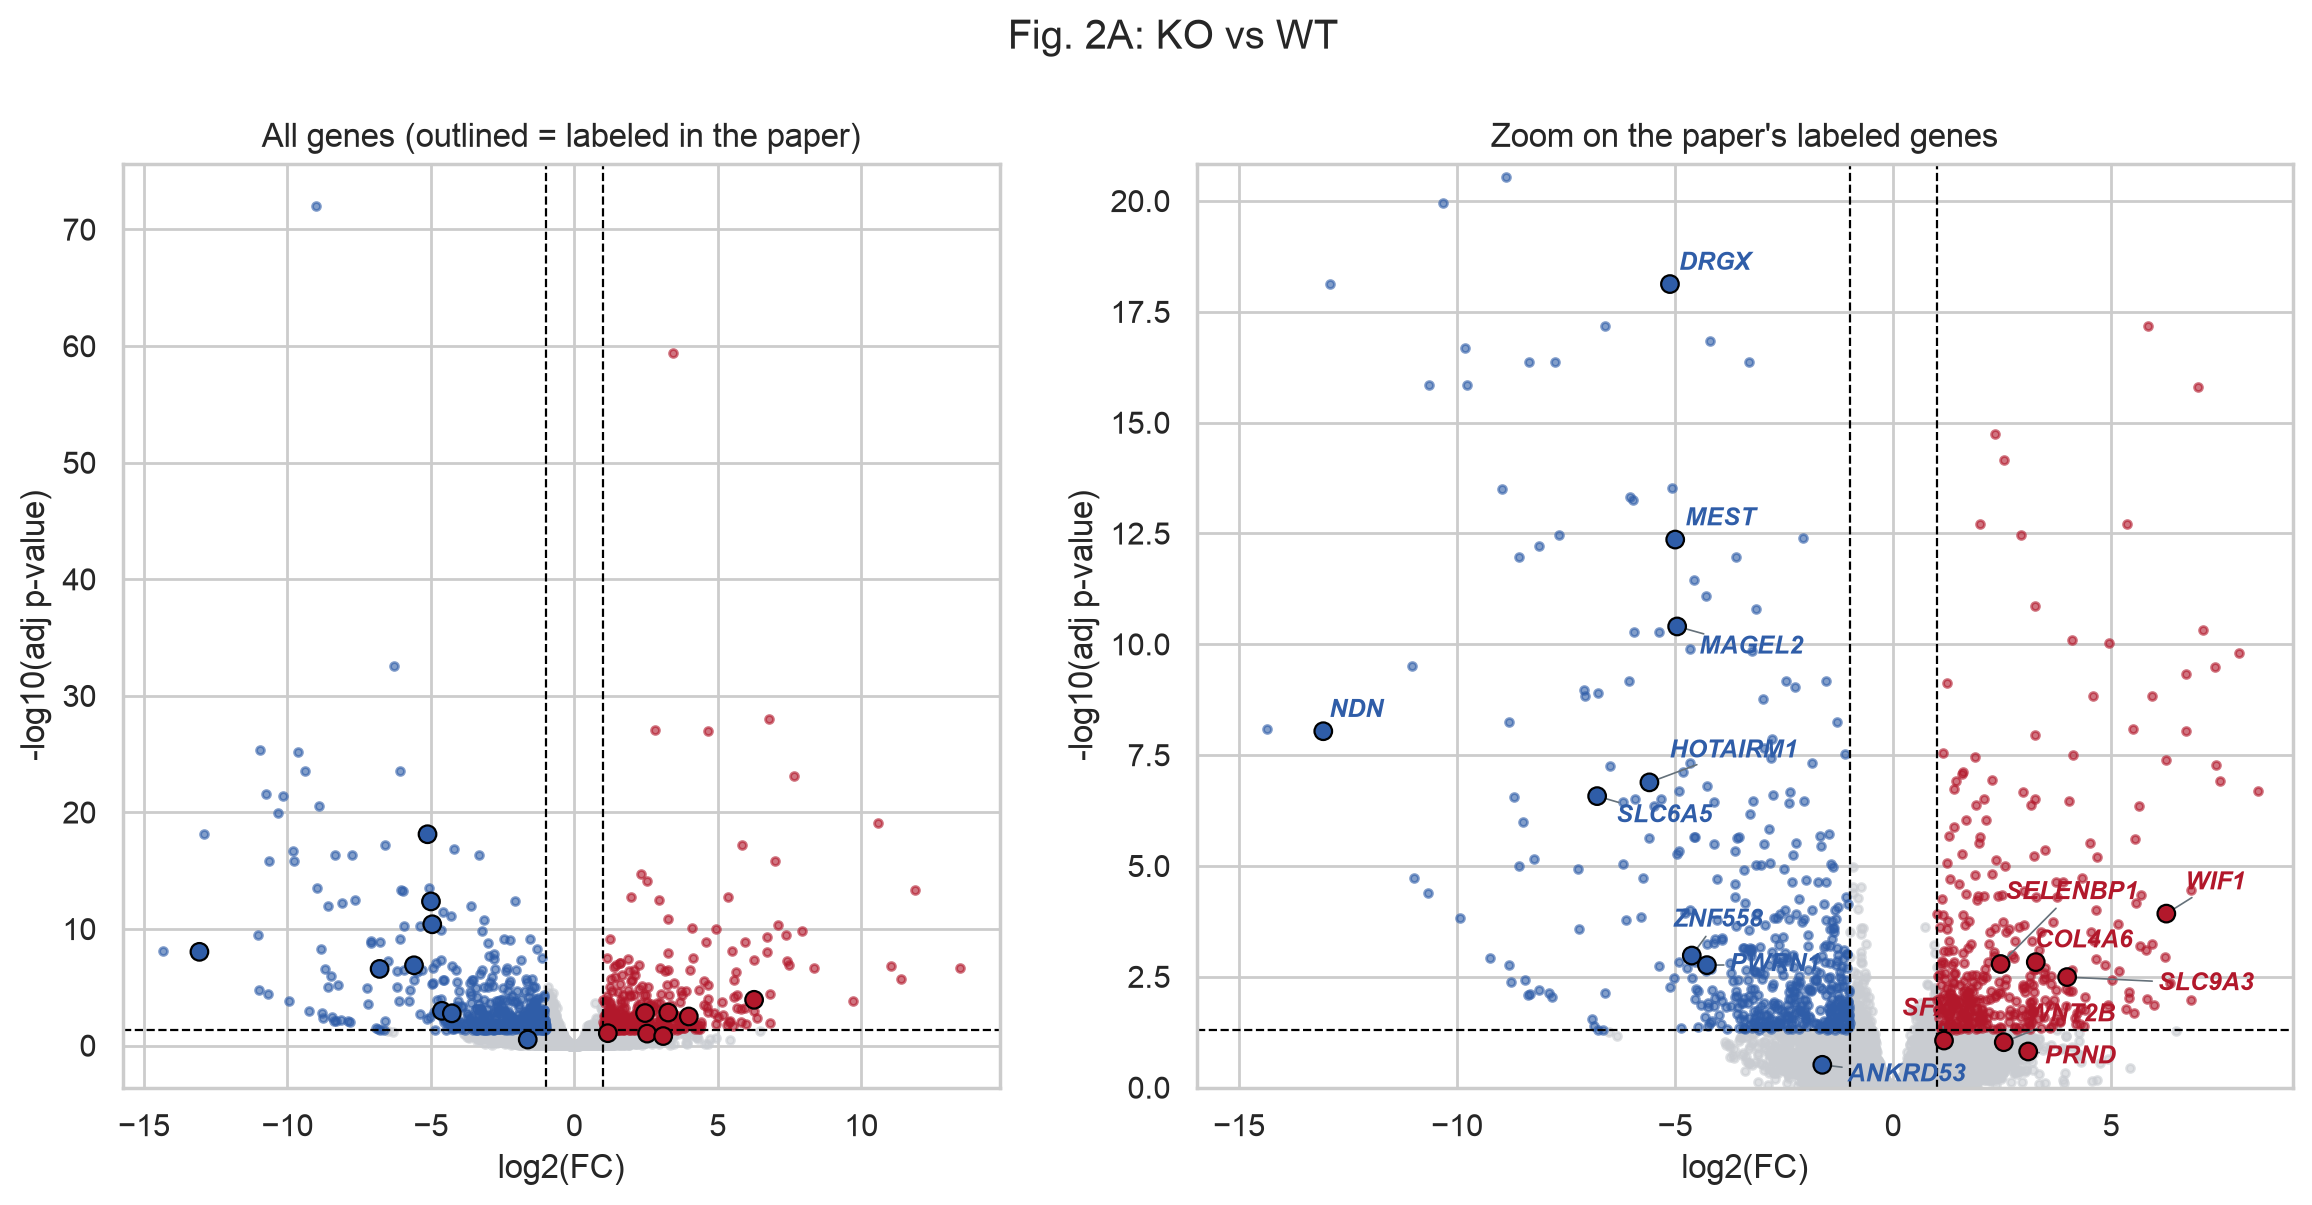 Fig. 2A: KO vs WT
All genes (outlined = labeled in the paper)
-log10(adj p-value)
70
60
50
40
30
20
10
0
−15
−10
−5
0
5
10
log2(FC)
Zoom on the paper's labeled genes
-log10(adj p-value)
20.0
17.5
15.0
12.5
10.0
7.5
5.0
2.5
0.0
DRGX
MEST
MAGEL2
NDN
HOTAIRM1
SLC6A5
SELENBP1
WIF1
ZNF558
COL4A6
PWRN1
SLC9A3
WNT2B
PRND
ANKRD53
−15
−10
−5
0
5
log2(FC)